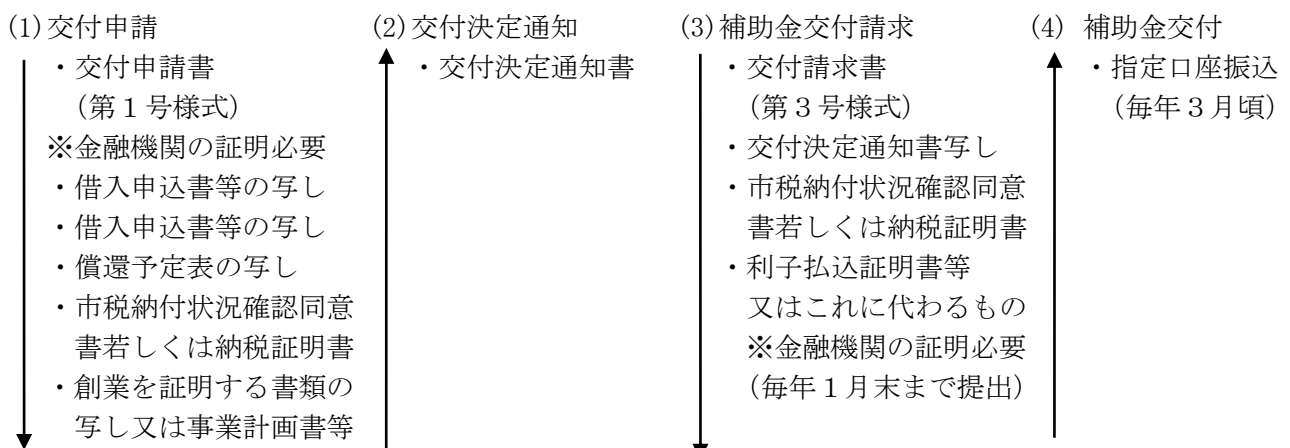 (1)交付申請
・交付申請書
（第１号様式）
※金融機関の証明必要
・借入申込書等の写し
・借入申込書等の写し
・償還予定表の写し
・市税納付状況確認同意
書若しくは納税証明書
・創業を証明する書類の
写し又は事業計画書等
(2)交付決定通知
・交付決定通知書
(3)補助金交付請求
・交付請求書
（第３号様式）
・交付決定通知書写し
・市税納付状況確認同意
書若しくは納税証明書
・利子払込証明書等
又はこれに代わるもの
※金融機関の証明必要
（毎年１月末まで提出）
(4) 補助金交付
・指定口座振込
（毎年３月頃）